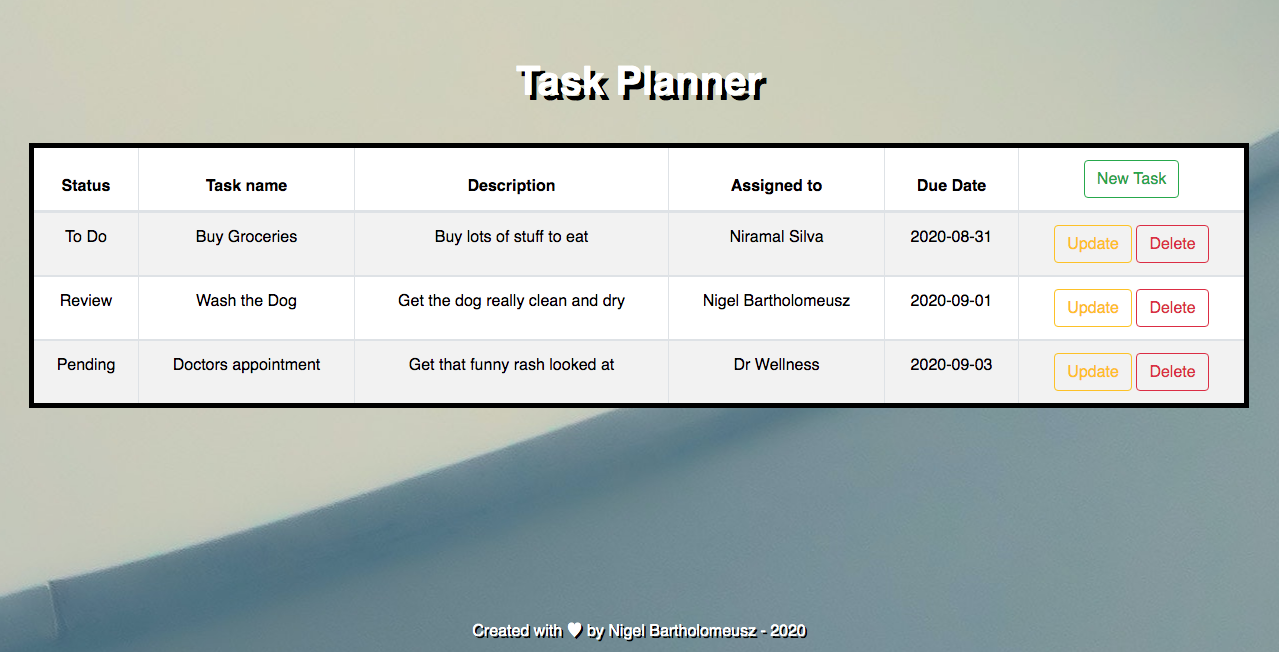 Task Planner
Status Task name Description Assigned to Due Date New Task
To Do Buy Groceries Buy lots of stuff to eat Niramal Silva 2020-08-31 Update Delete
Review Wash the Dog Get the dog really clean and dry Nigel Bartholomeusz 2020-09-01 Update Delete
Pending Doctors appointment Get that funny rash looked at Dr Wellness 2020-09-03 Update Delete
Created with ♥ by Nigel Bartholomeusz - 2020